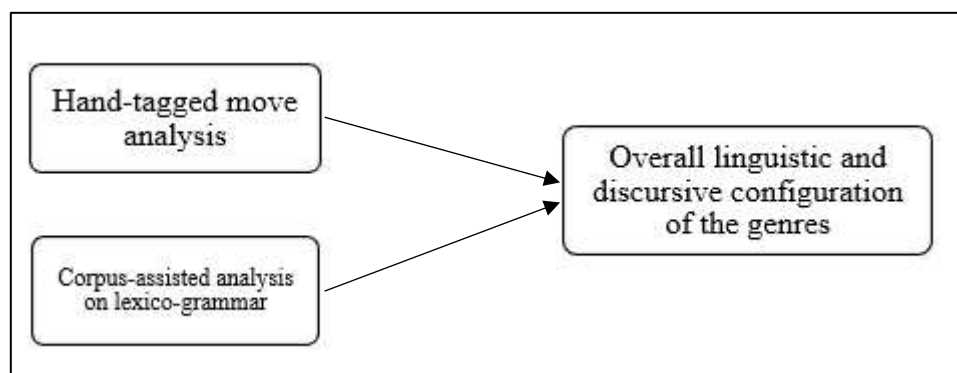 Hand-tagged move
analysis
Corpus-assisted analysis
on lexico-grammar
Overall linguistic and
discursive configuration
of the genres